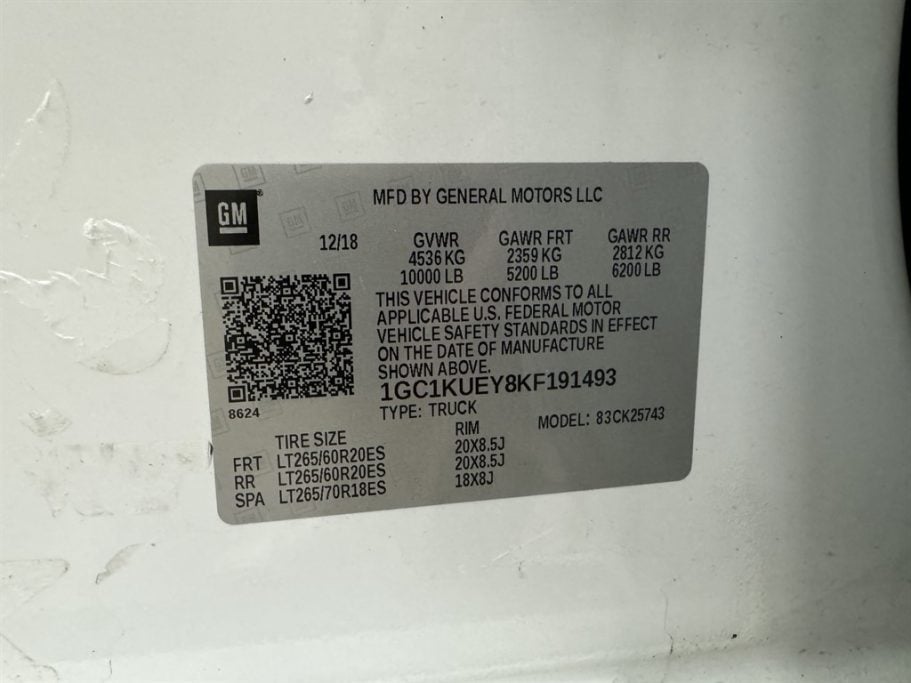 GM
MFD BY GENERAL MOTORS LLC
12/18 GVWR GAWR FRT GAWR RR
4536 KG 2359 KG 2812 KG
10000 LB 5200 LB 6200 LB
THIS VEHICLE CONFORMS TO ALL
APPLICABLE U.S. FEDERAL MOTOR
VEHICLE SAFETY STANDARDS IN EFFECT
ON THE DATE OF MANUFACTURE
SHOWN ABOVE.
1GC1KUEY8KF191493
8624
TYPE: TRUCK MODEL: 83CK25743
TIRE SIZE RIM
FRT LT265/60R20ES 20X8.5J
RR LT265/60R20ES 20X8.5J
SPA LT265/70R18ES 18X8J